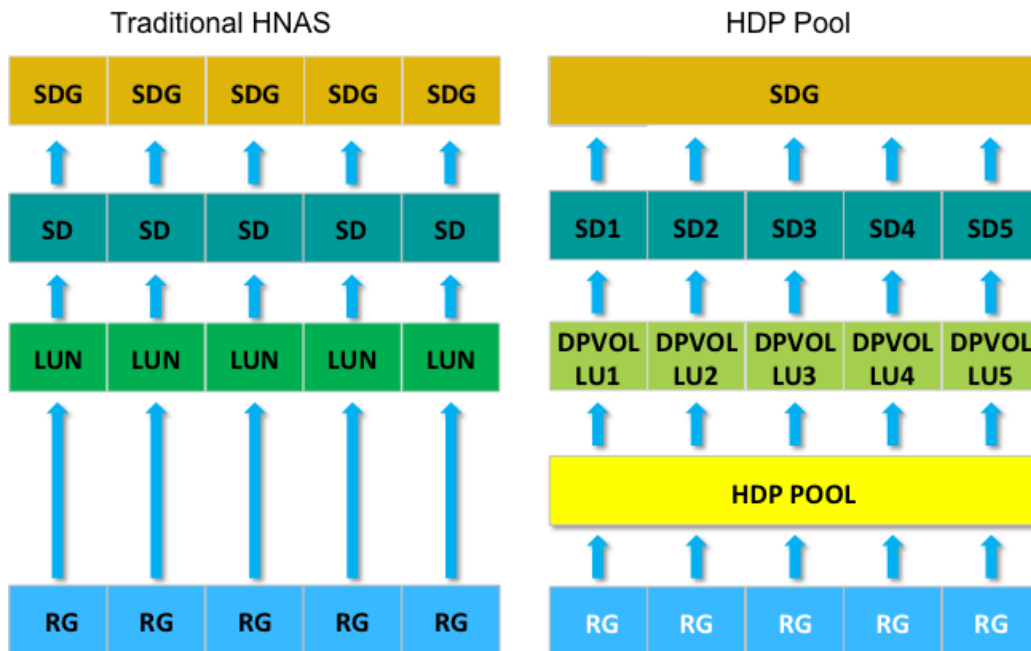 Traditional HNAS
SDG SDG SDG SDG SDG
SD SD SD SD SD
LUN LUN LUN LUN LUN
RG RG RG RG RG
HDP Pool
SDG
SD1 SD2 SD3 SD4 SD5
DPVOL DPVOL DPVOL DPVOL DPVOL
LU1 LU2 LU3 LU4 LU5
HDP POOL
RG RG RG RG RG